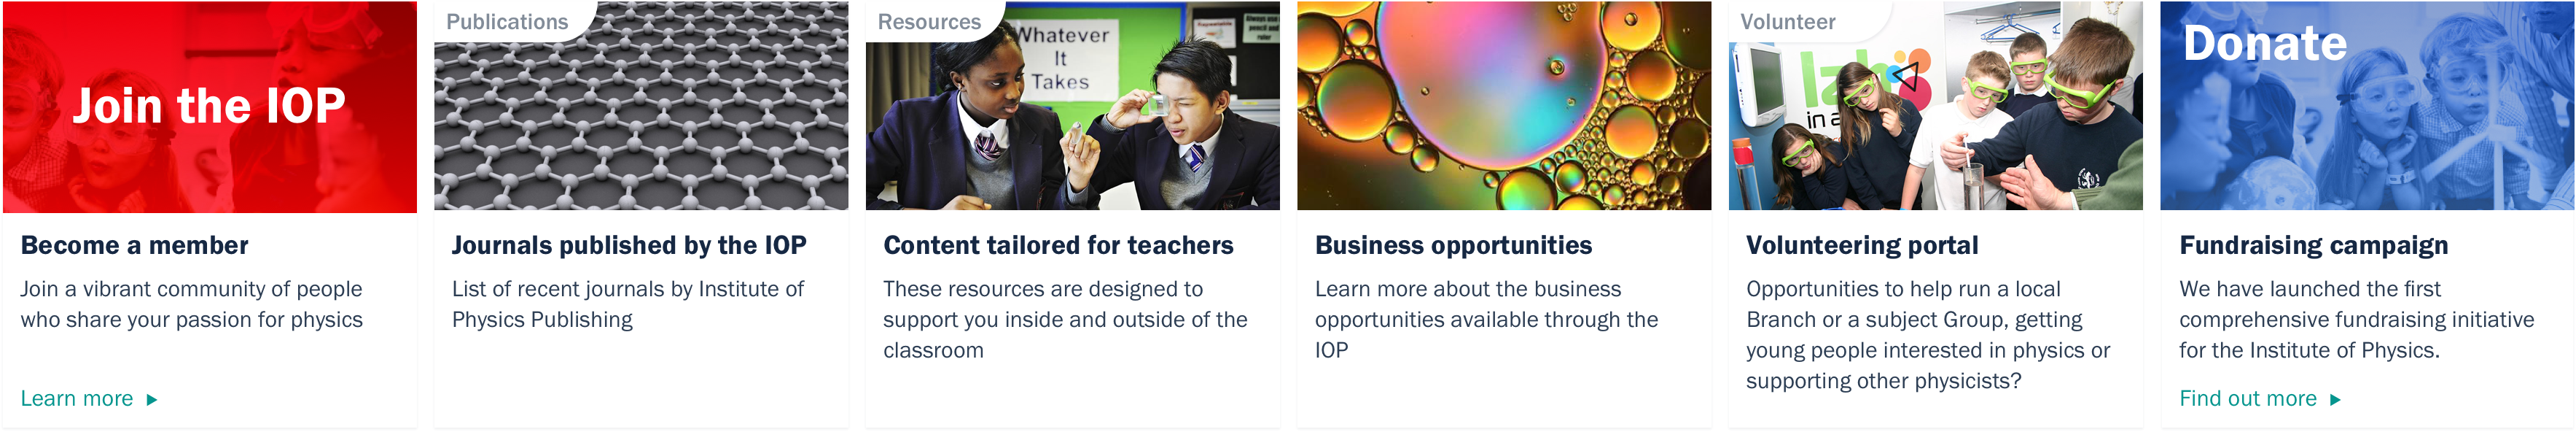 Join the IOP
Become a member
Join a vibrant community of people
who share your passion for physics
Learn more
Publications
Journals published by the IOP
List of recent journals by Institute of
Physics Publishing
Resources
Whatever
It
Takes
Content tailored for teachers
These resources are designed to
support you inside and outside of the
classroom
Business opportunities
Learn more about the business
opportunities available through the
IOP
Volunteer
lab
in a
Volunteering portal
Opportunities to help run a local
Branch or a subject Group, getting
young people interested in physics or
supporting other physicists?
Donate
Fundraising campaign
We have launched the first
comprehensive fundraising initiative
for the Institute of Physics.
Find out more